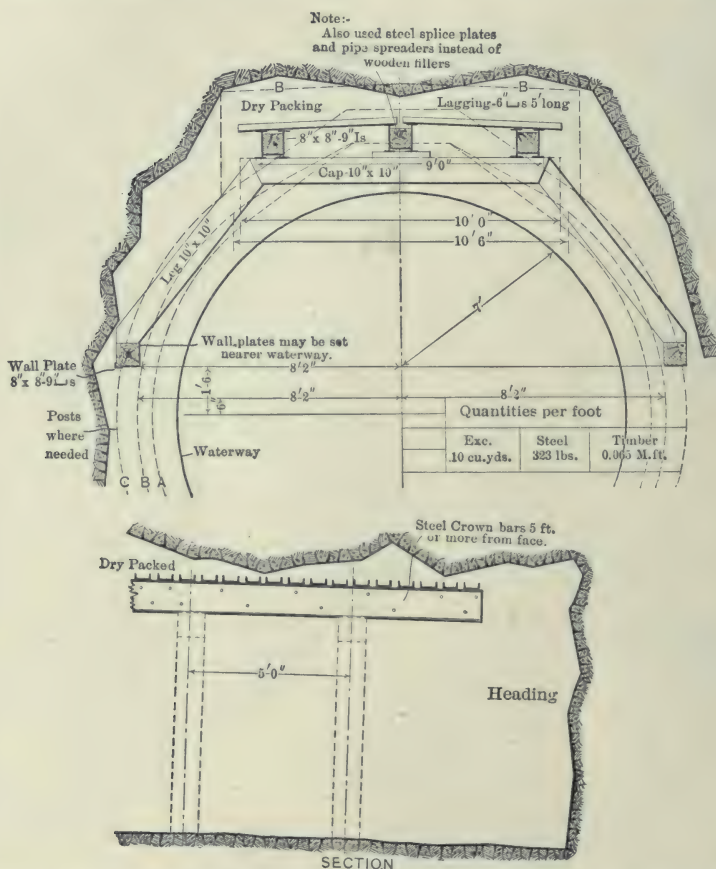 Note:-
Also used steel splice plates
and pipe spreaders instead of
wooden fillers
B
B
Dry Packing
Lagging-6"⊔s 5'long
8"x 8"-9"Is
9'0"
Cap 10"x 10"
10'0"
10'6"
Leg 10"x 10"
7'
Wall plates may be set
nearer waterway.
Wall Plate
8"x 8"-9"⊔s
8'2"
1'-6"
6"
8'2"
8'2"
Posts
where
needed
Quantities per foot
Exc.
Steel
Timber
10 cu.yds.
323 lbs.
0.065 M.ft.
Waterway
C B A
Steel Crown bars 5 ft.
or more from face.
Dry Packed
5'0"
Heading
SECTION